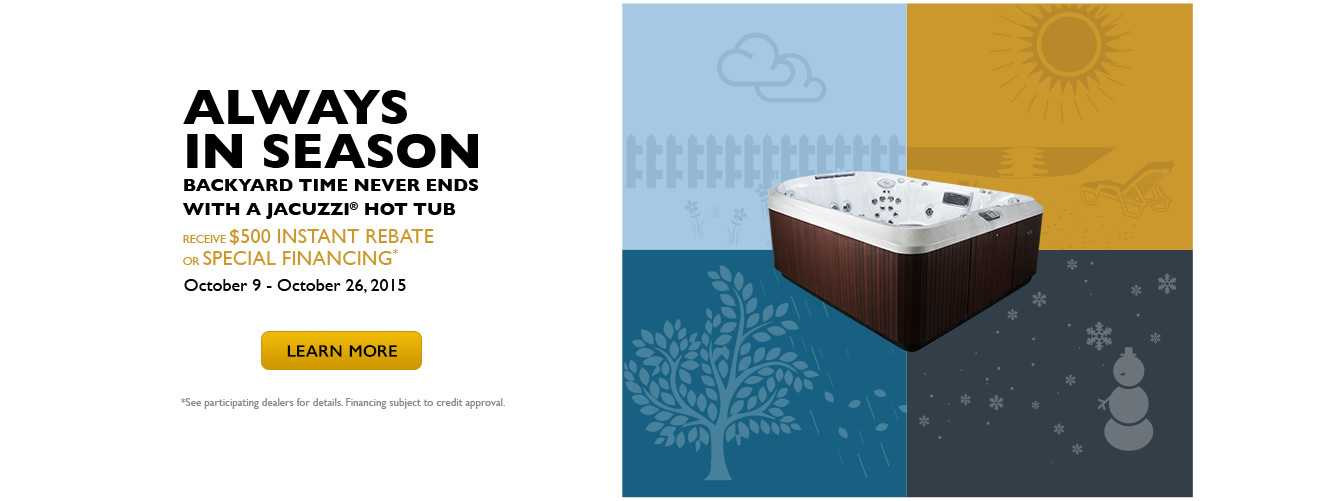 ALWAYS
IN SEASON
BACKYARD TIME NEVER ENDS
WITH A JACUZZI® HOT TUB
RECEIVE $500 INSTANT REBATE
OR SPECIAL FINANCING*
October 9 - October 26, 2015
LEARN MORE
*See participating dealers for details. Financing subject to credit approval.